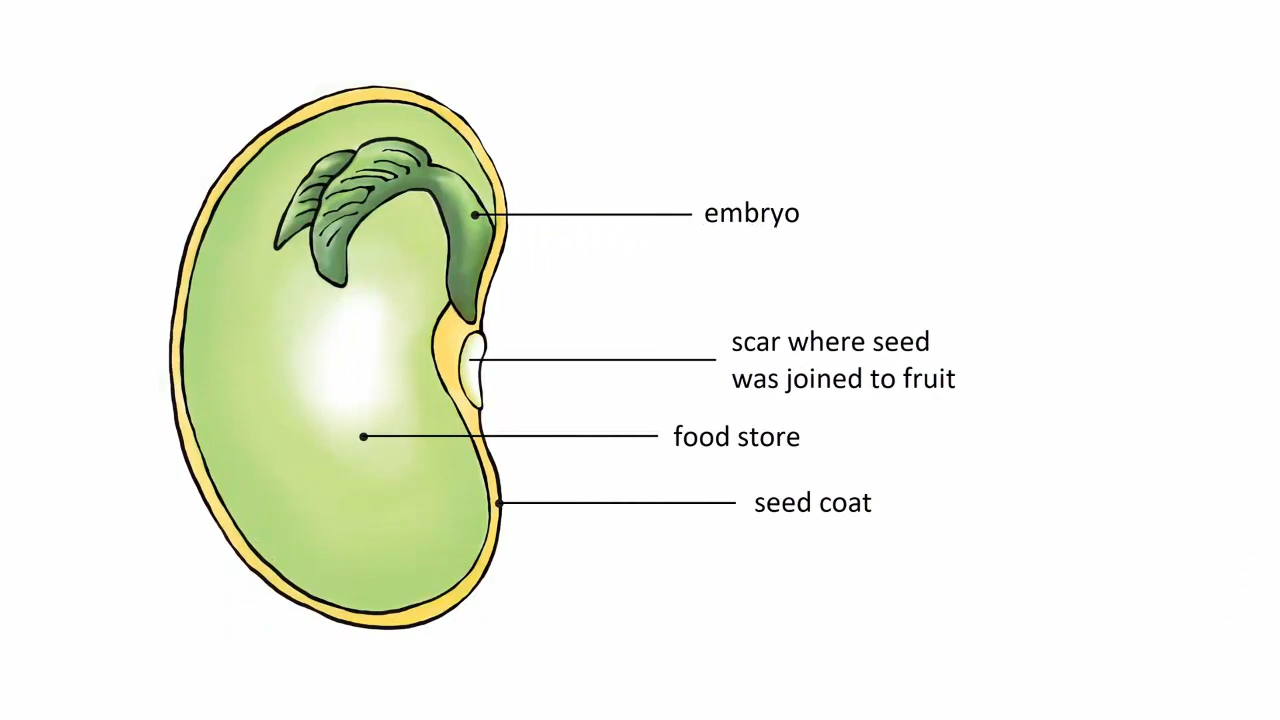 embryo
scar where seed
was joined to fruit
food store
seed coat